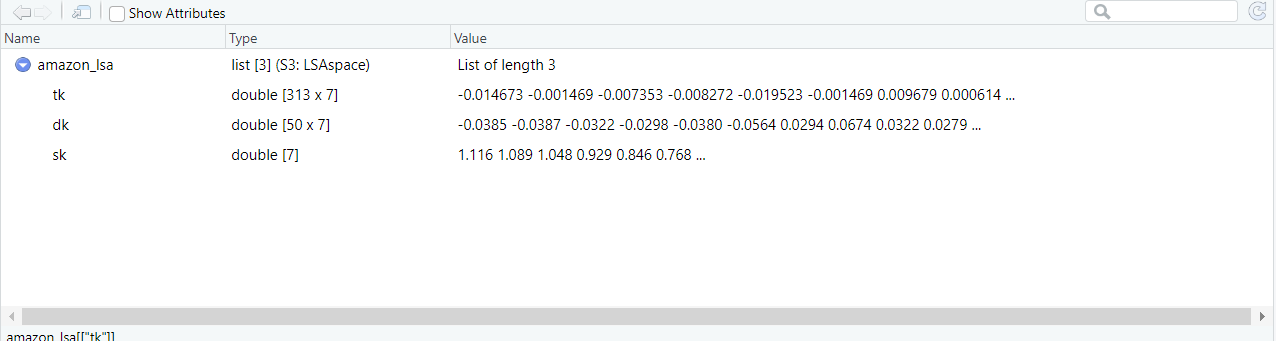 Show Attributes
Name Type Value
amazon_lsa list [3] (S3: LSAspace) List of length 3
tk double [313 x 7] -0.014673 -0.001469 -0.007353 -0.008272 -0.019523 -0.001469 0.009679 0.000614 ...
dk double [50 x 7] -0.0385 -0.0387 -0.0322 -0.0298 -0.0380 -0.0564 0.0294 0.0674 0.0322 0.0279 ...
sk double [7] 1.116 1.089 1.048 0.929 0.846 0.768 ...
amazon_lsa[["tk"]]